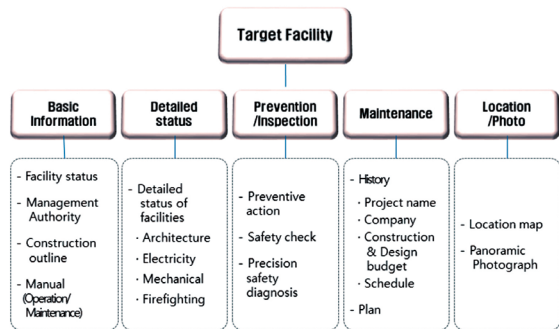 Target Facility
Basic
Information
Detailed
status
Prevention
/Inspection
Maintenance
Location
/Photo
- Facility status
- Management
Authority
- Construction
outline
- Manual
(Operation/
Maintenance)
- Detailed
status of
facilities
· Architecture
· Electricity
· Mechanical
· Firefighting
- Preventive
action
- Safety check
- Precision
safety
diagnosis
- History
· Project name
· Company
· Construction
& Design
budget
· Schedule
- Plan
- Location map
- Panoramic
Photograph